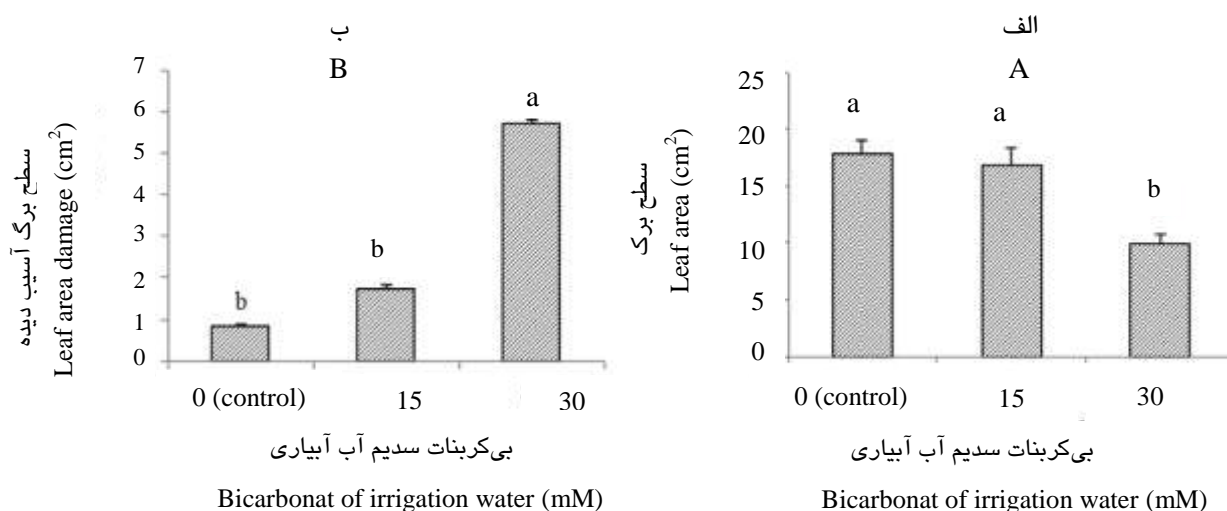 ب
B
7
6
5
4
3
2
1
0
سطح برگ آسیب دیده
Leaf area damage (cm²)
b
b
a
0 (control) 15 30
بی‌کربنات سدیم آب آبیاری
Bicarbonat of irrigation water (mM)
الف
A
25
20
15
10
5
0
سطح برگ
Leaf area (cm²)
a
a
b
0 (control) 15 30
بی‌کربنات سدیم آب آبیاری
Bicarbonat of irrigation water (mM)